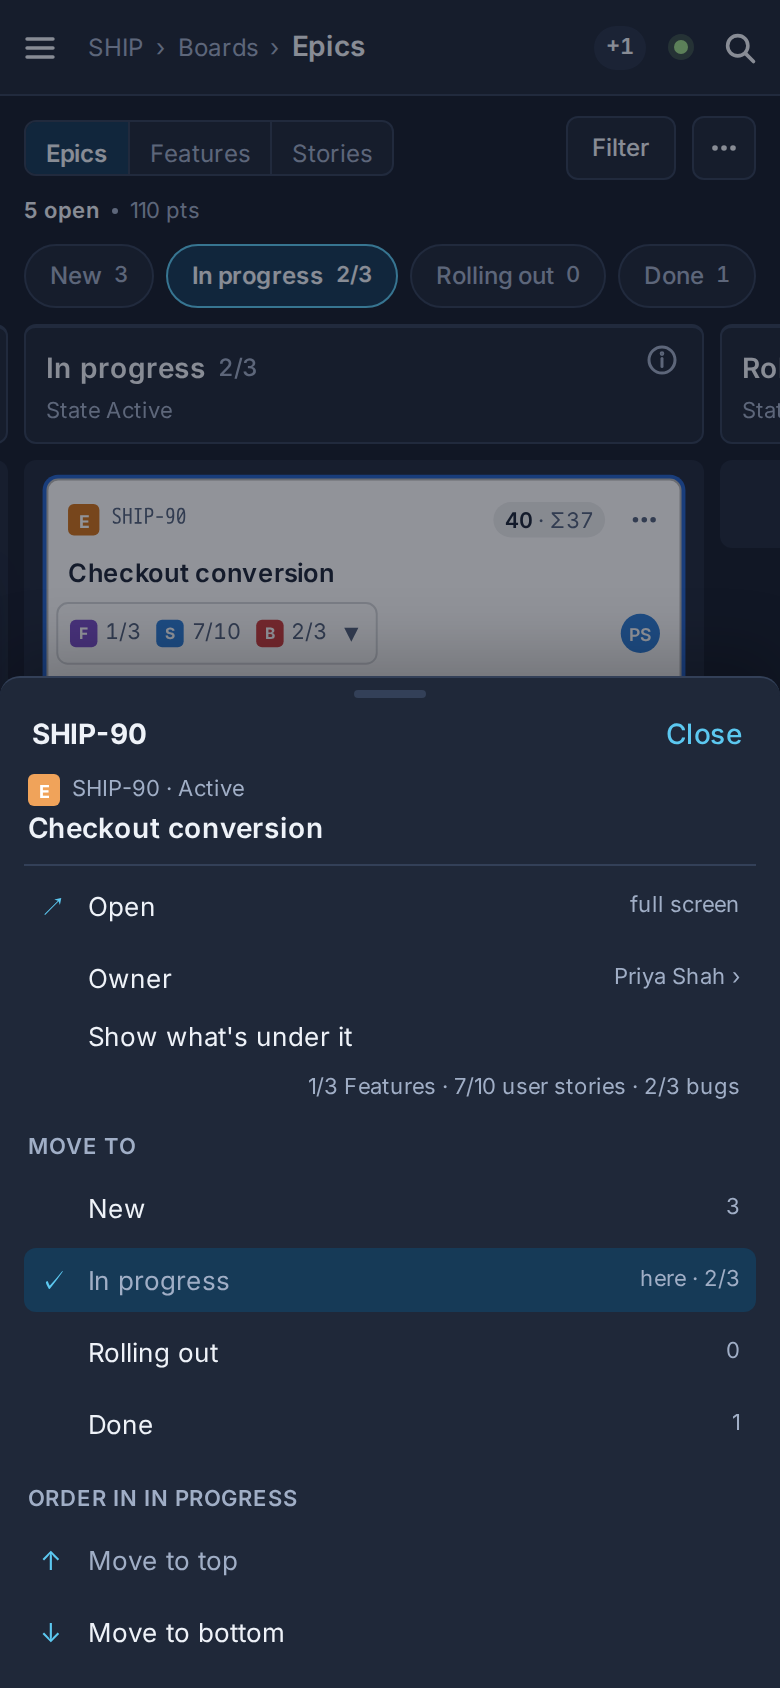 SHIP › Boards › Epics +1
Epics Features Stories Filter •••
5 open • 110 pts
New 3 In progress 2/3 Rolling out 0 Done 1
In progress 2/3
State Active
Ro
Stat
E SHIP-90 40 · Σ37 •••
Checkout conversion
F 1/3 S 7/10 B 2/3 ▼ PS
SHIP-90 Close
E SHIP-90 · Active
Checkout conversion
↗ Open full screen
Owner Priya Shah ›
Show what's under it
1/3 Features · 7/10 user stories · 2/3 bugs
MOVE TO
New 3
✓ In progress here · 2/3
Rolling out 0
Done 1
ORDER IN IN PROGRESS
↑ Move to top
↓ Move to bottom